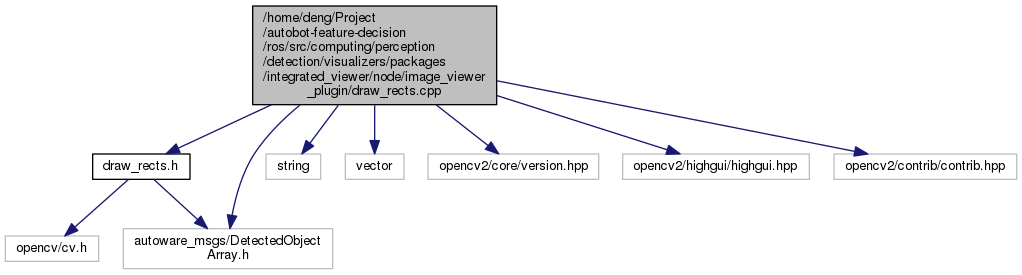 /home/deng/Project
/autobot-feature-decision
/ros/src/computing/perception
/detection/visualizers/packages
/integrated_viewer/node/image_viewer
_plugin/draw_rects.cpp
draw_rects.h
string
vector
opencv2/core/version.hpp
opencv2/highgui/highgui.hpp
opencv2/contrib/contrib.hpp
opencv/cv.h
autoware_msgs/DetectedObject
Array.h